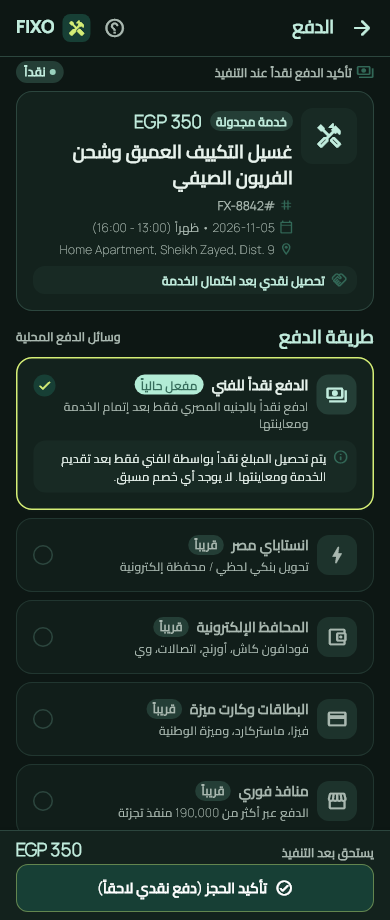 الدفع
FIXO
تأكيد الدفع نقداً عند التنفيذ
نقداً
خدمة مجدولة EGP 350
غسيل التكييف العميق وشحن
الفريون الصيفي
#FX-8842
2026-11-05 • ظهراً (13:00 - 16:00)
Home Apartment, Sheikh Zayed, Dist. 9
تحصيل نقدي بعد اكتمال الخدمة
طريقة الدفع
وسائل الدفع المحلية
الدفع نقداً للفني مفعل حالياً
ادفع نقداً بالجنيه المصري فقط بعد إتمام الخدمة
ومعاينتها
يتم تحصيل المبلغ نقداً بواسطة الفني فقط بعد تقديم
الخدمة ومعاينتها. لا يوجد أي خصم مسبق.
انستاباي مصر قريباً
تحويل بنكي لحظي / محفظة إلكترونية
المحافظ الإلكترونية قريباً
فودافون كاش، أورنج، اتصالات، وي
البطاقات وكارت ميزة قريباً
فيزا، ماستركارد، وميزة الوطنية
منافذ فوري قريباً
الدفع عبر أكثر من 190,000 منفذ تجزئة
يستحق بعد التنفيذ
EGP 350
تأكيد الحجز (دفع نقدي لاحقاً)